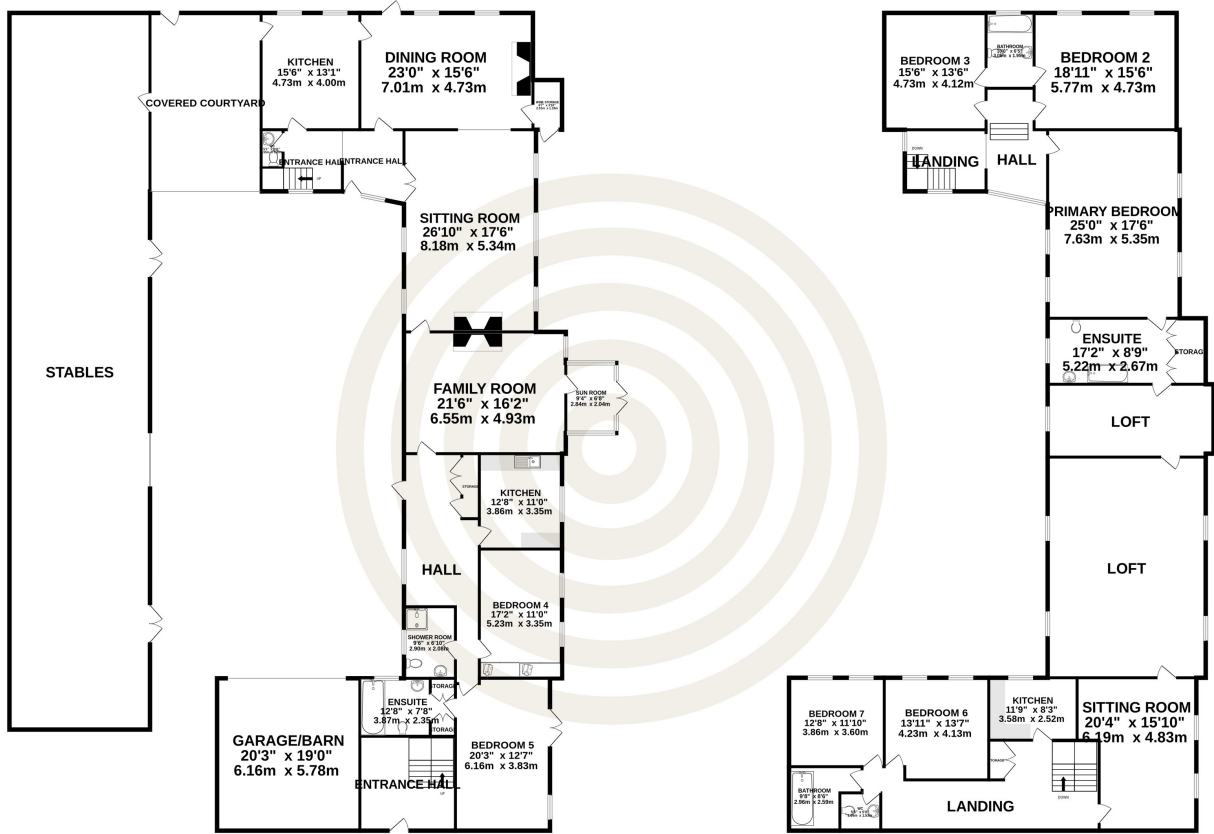 KITCHEN
15'6" x 13'1"
4.73m x 4.00m
DINING ROOM
23'0" x 15'6"
7.01m x 4.73m
COVERED COURTYARD
ENTRANCE HALL
ENTRANCE HALL
UP
SITTING ROOM
26'10" x 17'6"
8.18m x 5.34m
STABLES
FAMILY ROOM
21'6" x 16'2"
6.55m x 4.93m
SUN ROOM
9'4" x 6'8"
2.84m x 2.04m
STORAGE
KITCHEN
12'8" x 11'0"
3.86m x 3.35m
HALL
BEDROOM 4
17'2" x 11'0"
5.23m x 3.35m
SHOWER ROOM
9'6" x 6'10"
2.90m x 2.08m
STORAGE
ENSUITE
12'8" x 7'8"
3.87m x 2.35m
STORAG
GARAGE/BARN
20'3" x 19'0"
6.16m x 5.78m
BEDROOM 5
20'3" x 12'7"
6.16m x 3.83m
ENTRANCE HALL
UP
BEDROOM 3
15'6" x 13'6"
4.73m x 4.12m
BATHROOM
BEDROOM 2
18'11" x 15'6"
5.77m x 4.73m
DOWN
LANDING
HALL
PRIMARY BEDROOM
25'0" x 17'6"
7.63m x 5.35m
ENSUITE
17'2" x 8'9"
5.22m x 2.67m
STORAG
LOFT
LOFT
BEDROOM 7
12'8" x 11'10"
3.86m x 3.60m
BEDROOM 6
13'11" x 13'7"
4.23m x 4.13m
KITCHEN
11'9" x 8'3"
3.58m x 2.52m
SITTING ROOM
20'4" x 15'10"
6.19m x 4.83m
STORAGE
BATHROOM
9'8" x 8'6"
2.96m x 2.59m
WC
LANDING
DOWN